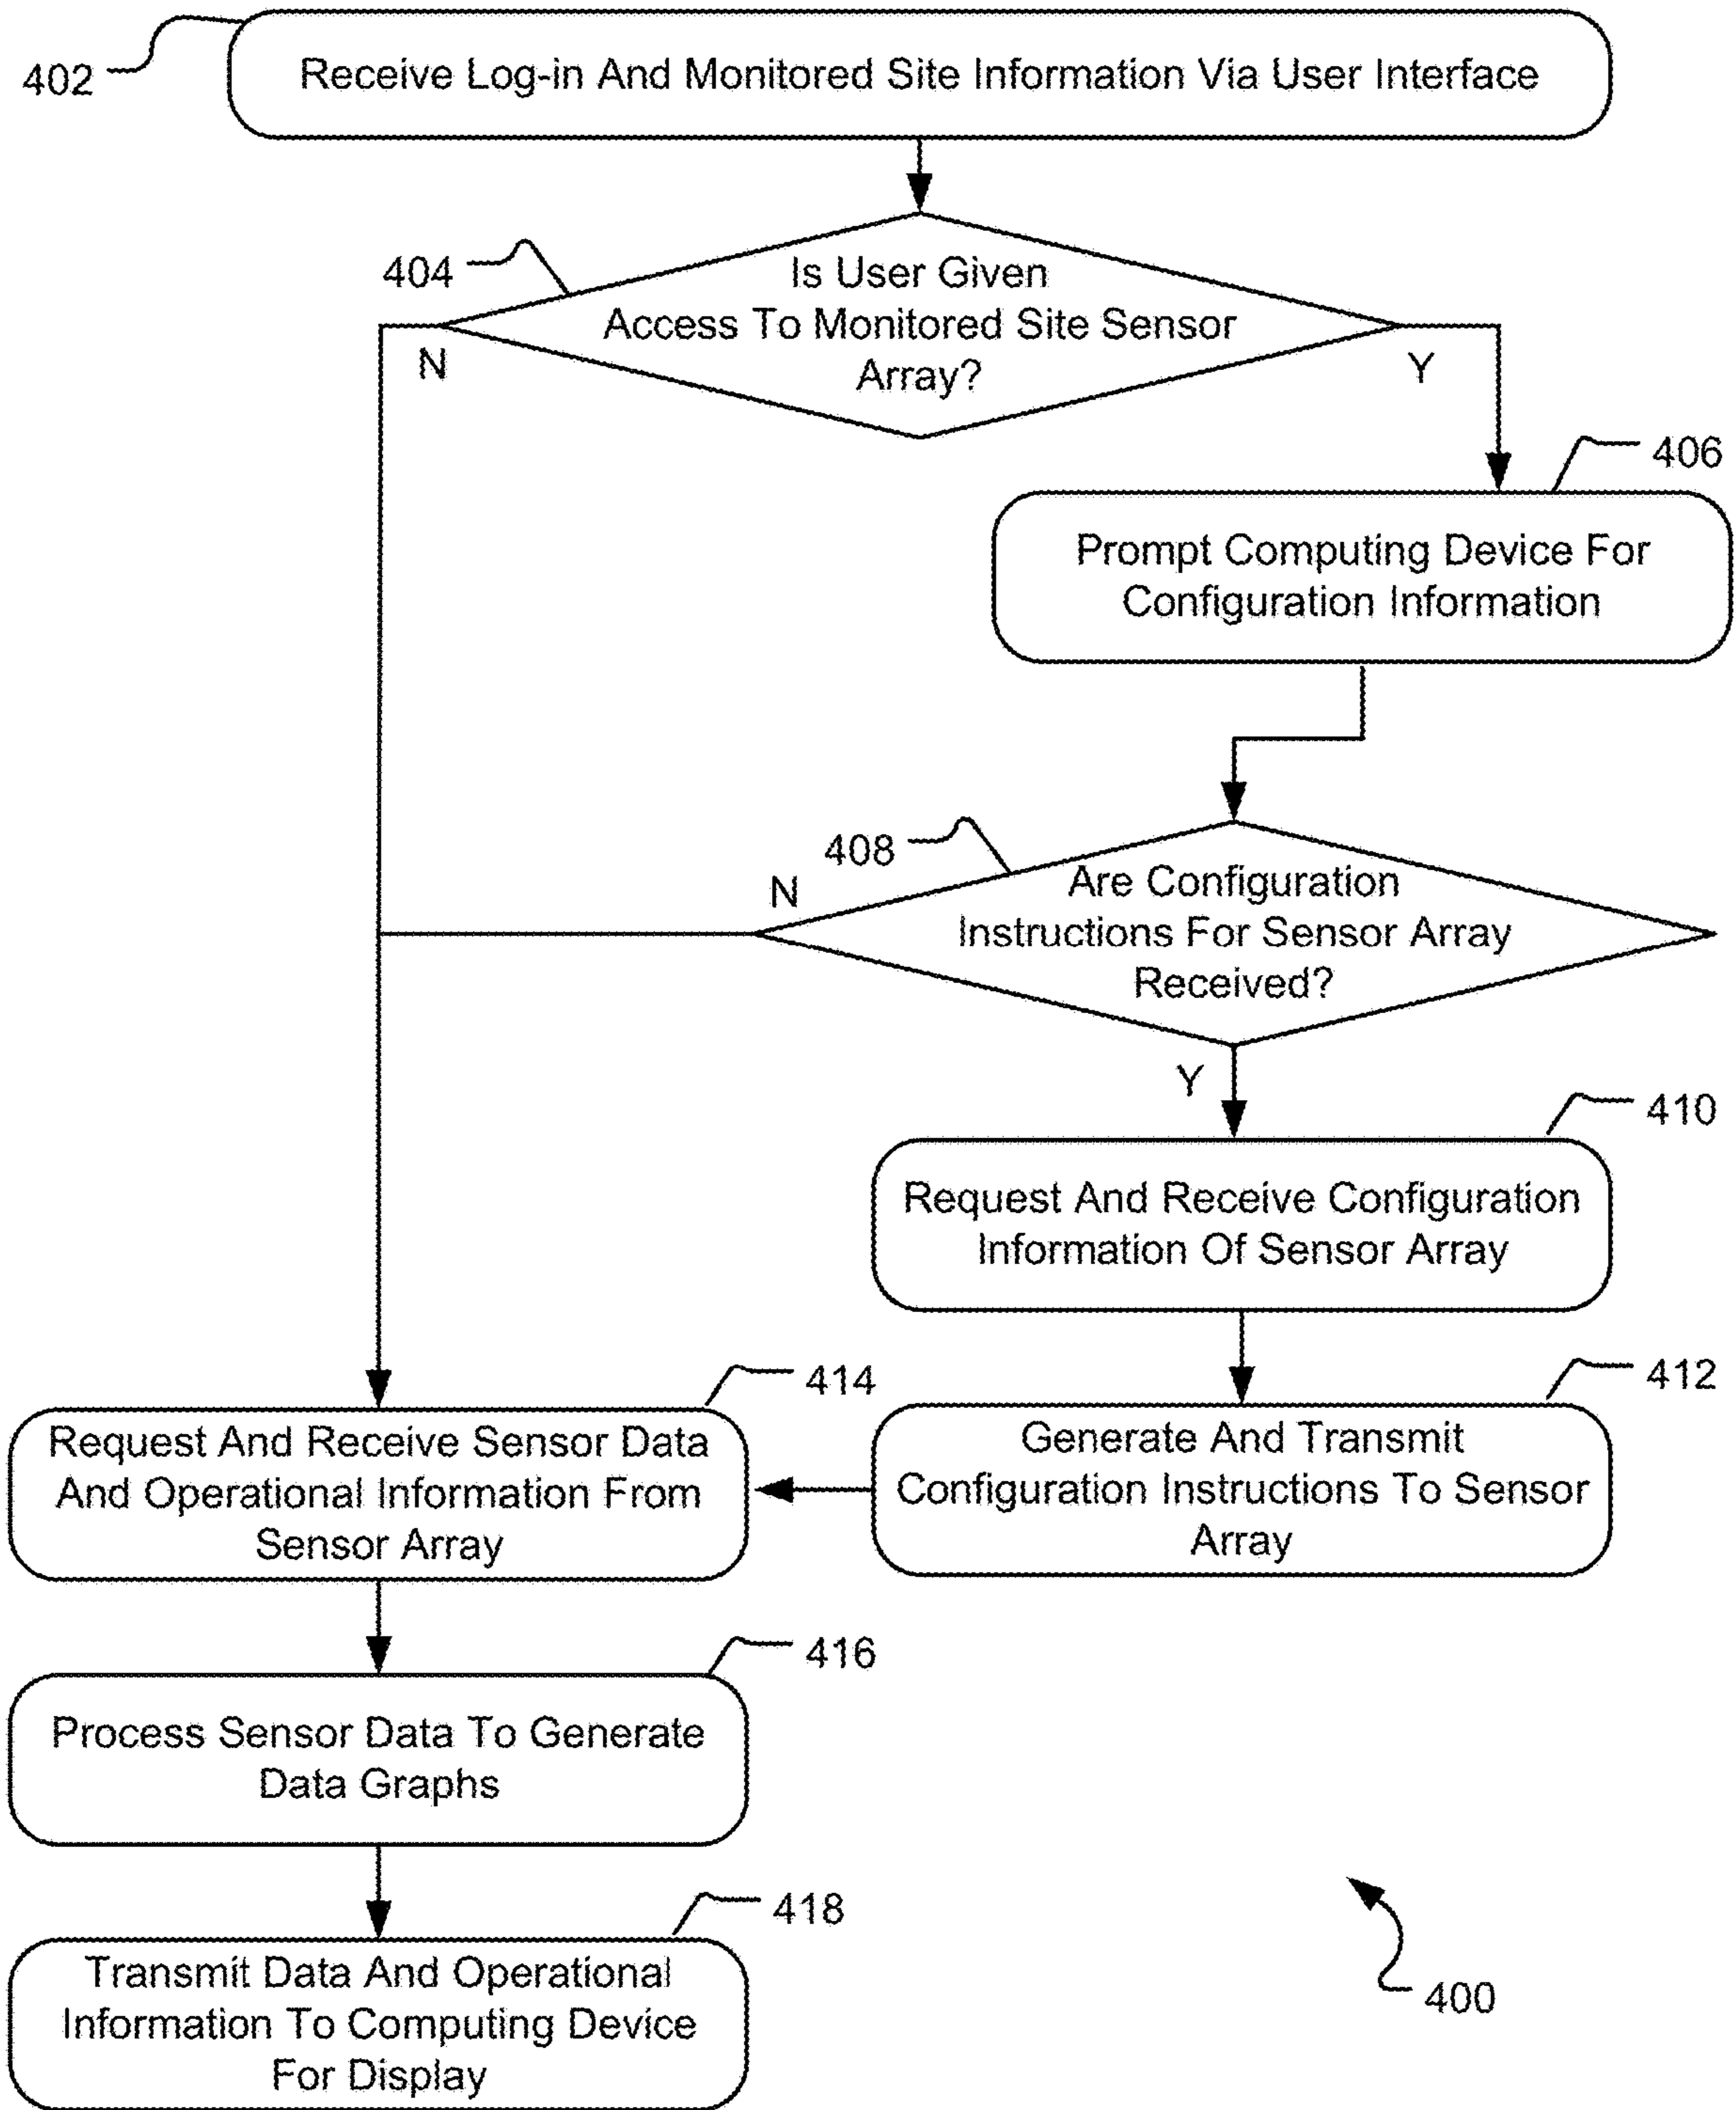 402
Receive Log-in And Monitored Site Information Via User Interface
404
Is User Given
Access To Monitored Site Sensor
Array?
N
Y
406
Prompt Computing Device For
Configuration Information
408
N
Are Configuration
Instructions For Sensor Array
Received?
Y
410
Request And Receive Configuration
Information Of Sensor Array
412
Generate And Transmit
Configuration Instructions To Sensor
Array
414
Request And Receive Sensor Data
And Operational Information From
Sensor Array
416
Process Sensor Data To Generate
Data Graphs
418
Transmit Data And Operational
Information To Computing Device
For Display
400